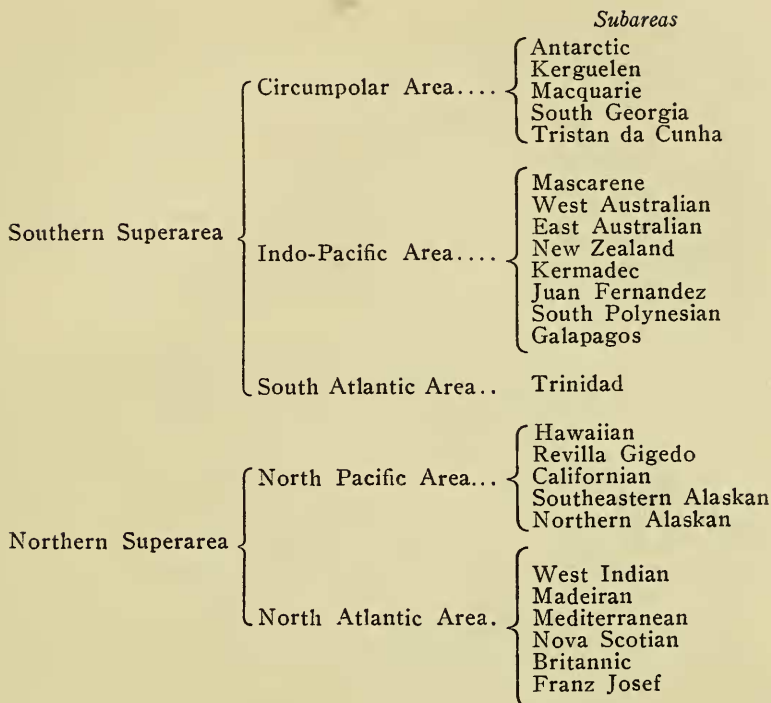 Subareas
Antarctic
Kerguelen
Circumpolar Area....
Macquarie
South Georgia
Tristan da Cunha
Mascarene
West Australian
Southern Superarea
East Australian
New Zealand
Indo-Pacific Area....
Kermadec
Juan Fernandez
South Polynesian
Galapagos
South Atlantic Area.. Trinidad
Hawaiian
Revilla Gigedo
North Pacific Area...
Californian
Southeastern Alaskan
Northern Alaskan
Northern Superarea
West Indian
Madeiran
North Atlantic Area.
Mediterranean
Nova Scotian
Britannic
Franz Josef